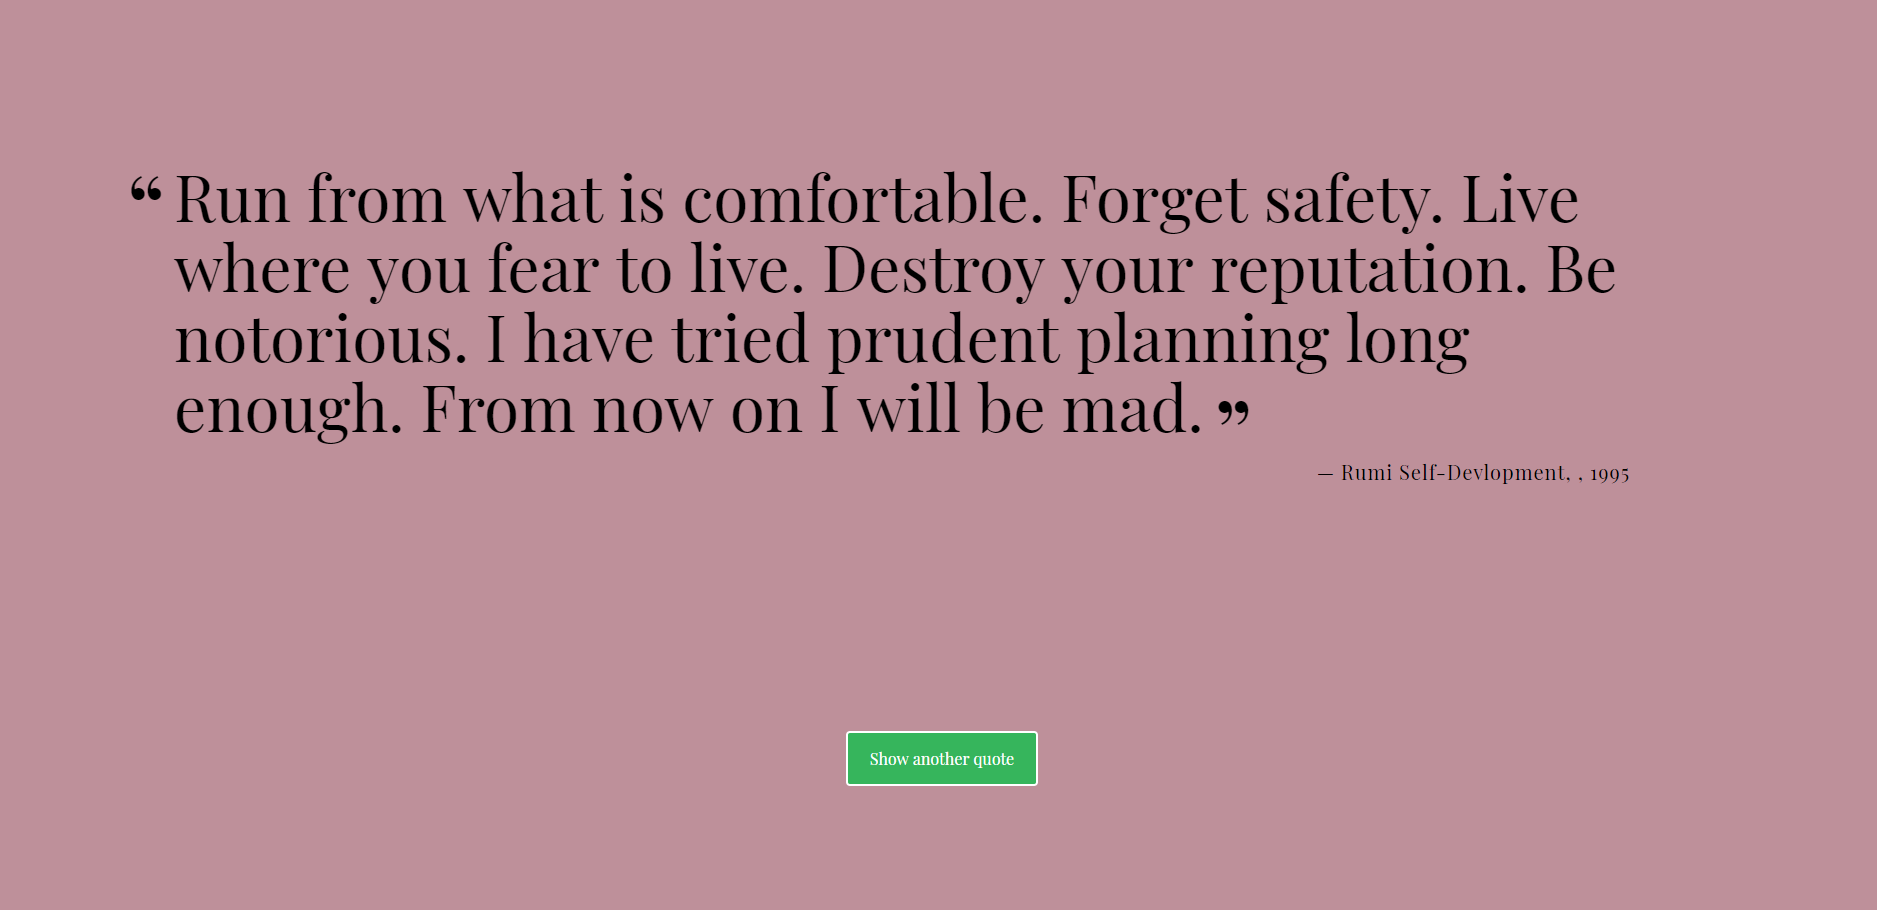 “Run from what is comfortable. Forget safety. Live
where you fear to live. Destroy your reputation. Be
notorious. I have tried prudent planning long
enough. From now on I will be mad.”
— Rumi Self-Devlopment, , 1995
Show another quote